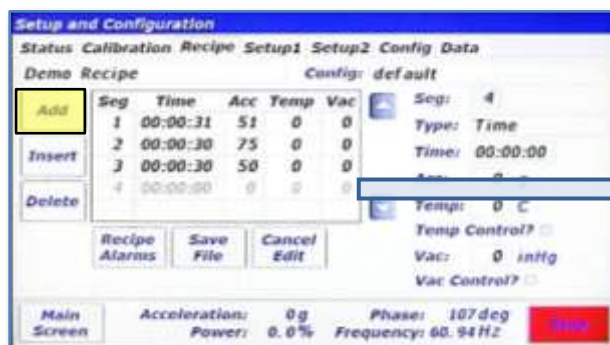 Setup and Configuration
Status Calibration Recipe Setup1 Setup2 Config Data
Demo Recipe Config: default
Add
Insert
Delete
Seg Time Acc Temp Vac
1 00:00:31 51 0 0
2 00:00:30 75 0 0
3 00:00:30 50 0 0
4 00:00:00 0 0 0
Seg: 4
Type: Time
Time: 00:00:00
Temp: 0 C
Temp Control?
Vac: 0 inHg
Vac Control?
Recipe Alarms
Save File
Cancel Edit
Main Screen
Acceleration: 0 g
Power: 0.0%
Phase: 107 deg
Frequency: 60.94 Hz